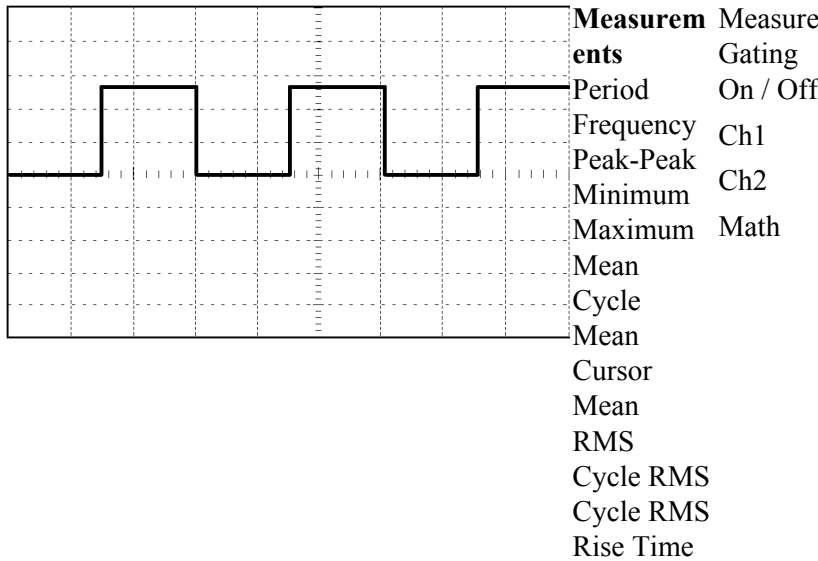 Measurem
ents
Period
Frequency
Peak-Peak
Minimum
Maximum
Mean
Cycle
Mean
Cursor
Mean
RMS
Cycle RMS
Cycle RMS
Rise Time
Measure
Gating
On / Off
Ch1
Ch2
Math